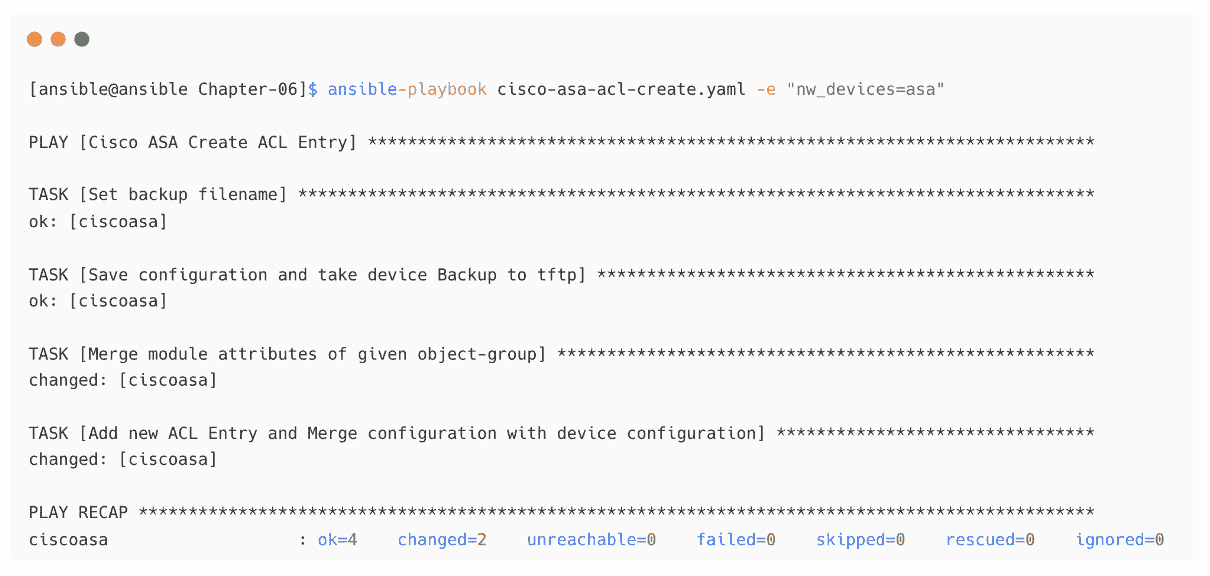 [ansible@ansible Chapter-06]$ ansible-playbook cisco-asa-acl-create.yaml -e "nw_devices=asa"
PLAY [Cisco ASA Create ACL Entry] *************************************************************************
TASK [Set backup filename] ********************************************************************************
ok: [ciscoasa]
TASK [Save configuration and take device Backup to tftp] **************************************************
ok: [ciscoasa]
TASK [Merge module attributes of given object-group] ******************************************************
changed: [ciscoasa]
TASK [Add new ACL Entry and Merge configuration with device configuration] ********************************
changed: [ciscoasa]
PLAY RECAP ************************************************************************************************
ciscoasa                   : ok=4    changed=2    unreachable=0    failed=0    skipped=0    rescued=0    ignored=0